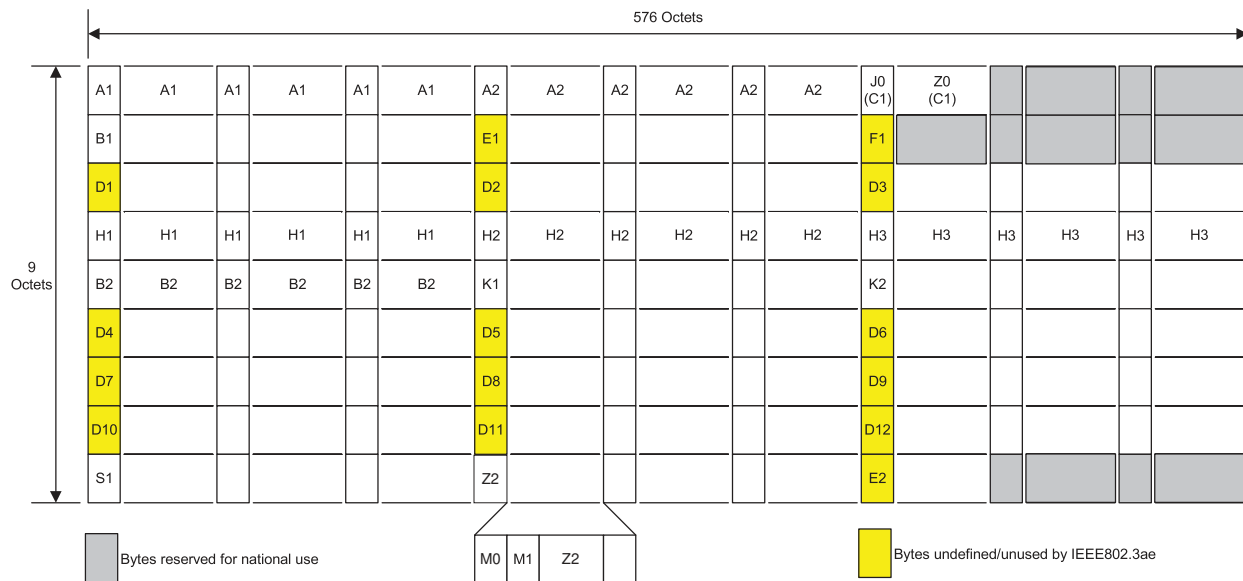 576 Octets
A1 A1 A1 A1 A1 A1 A2 A2 A2 A2 A2 A2 J0 (C1) Z0 (C1)
B1 E1 F1
D1 D2 D3
H1 H1 H1 H1 H1 H1 H2 H2 H2 H2 H2 H2 H3 H3 H3 H3 H3 H3
9 Octets
B2 B2 B2 B2 B2 B2 K1 K2
D4 D5 D6
D7 D8 D9
D10 D11 D12
S1 Z2 E2
M0 M1 Z2
Bytes reserved for national use
Bytes undefined/unused by IEEE802.3ae